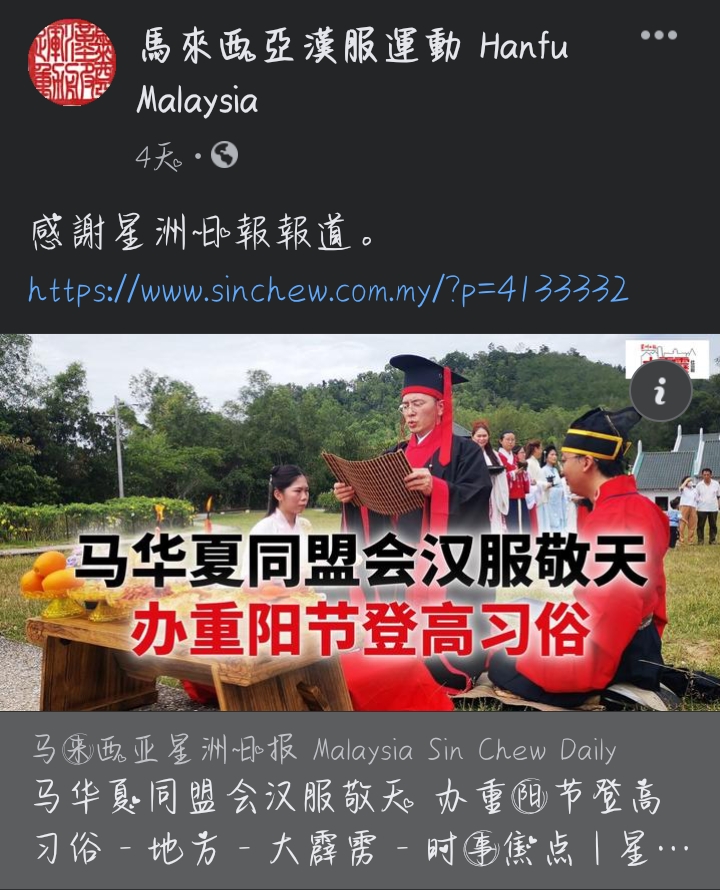 馬來西亞漢服運動 Hanfu
Malaysia
4天 ·
感謝星洲日報報道。
https://www.sinchew.com.my/?p=4133332
i
马华夏同盟会汉服敬天
办重阳节登高习俗
马来西亚星洲日报 Malaysia Sin Chew Daily
马华夏同盟会汉服敬天 办重阳节登高
习俗 - 地方 - 大霹雳 - 时事焦点 | 星…